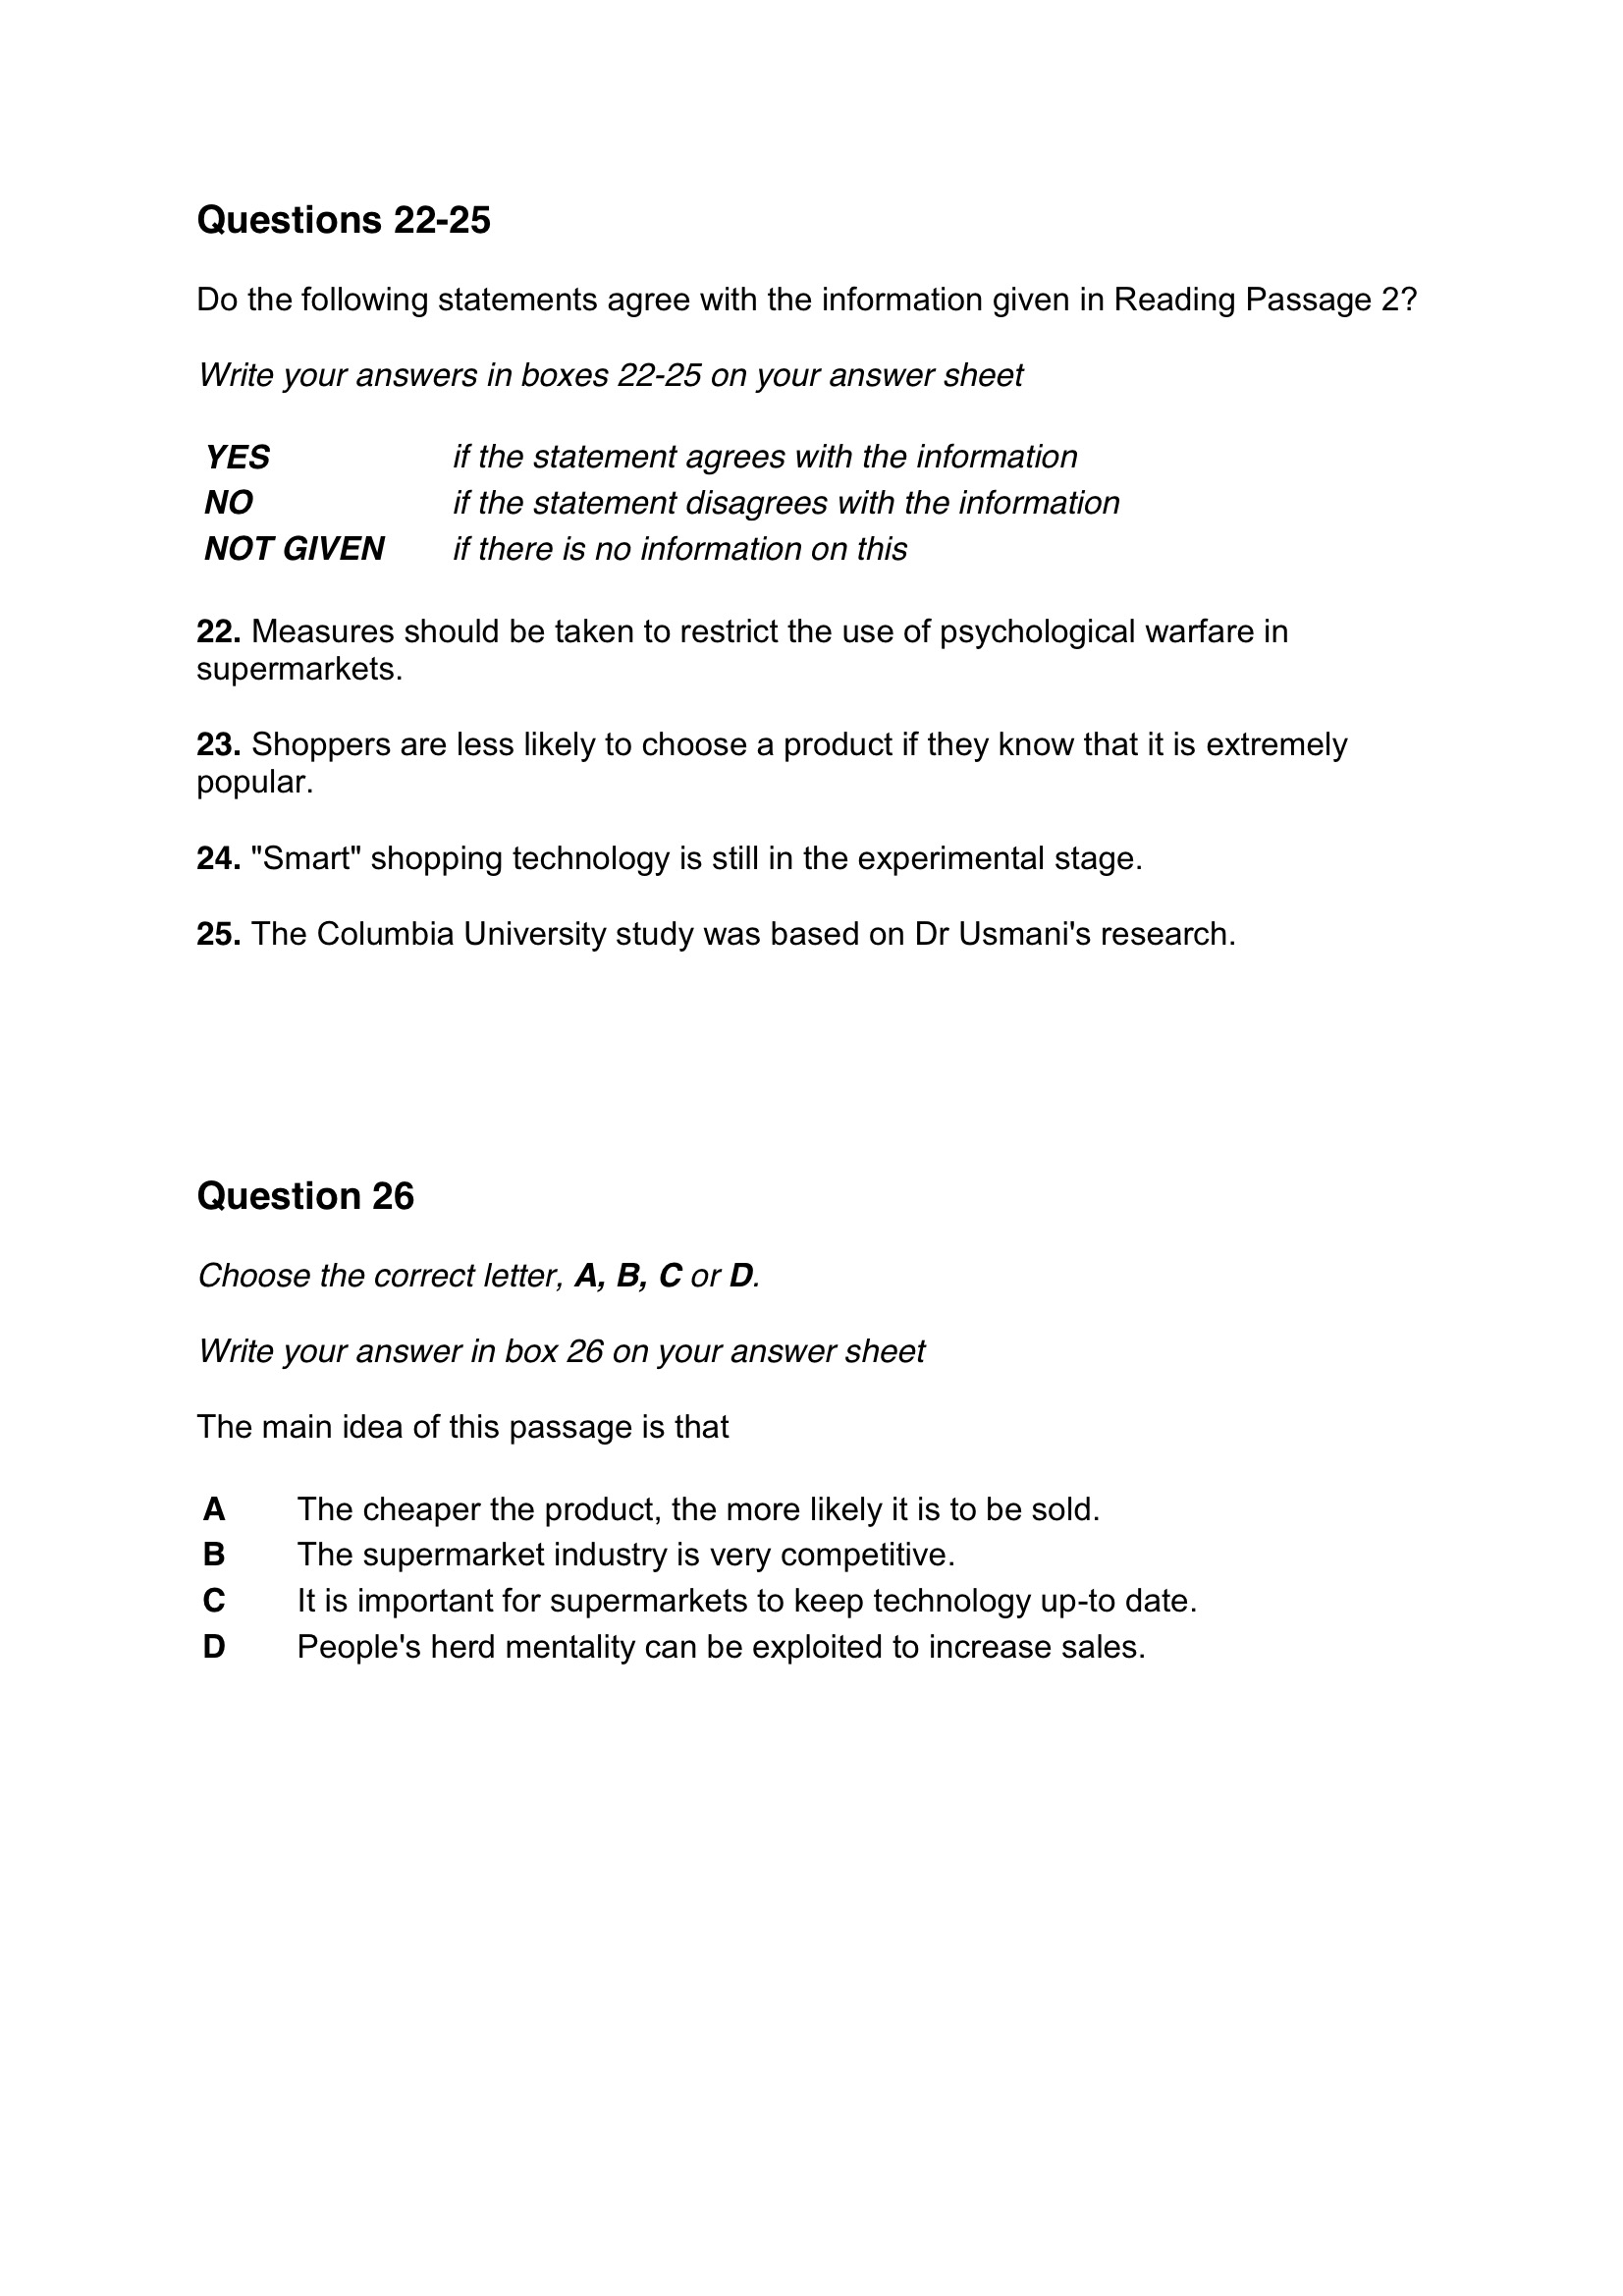 Questions 22-25
Do the following statements agree with the information given in Reading Passage 2?
Write your answers in boxes 22-25 on your answer sheet
YES if the statement agrees with the information
NO if the statement disagrees with the information
NOT GIVEN if there is no information on this
22. Measures should be taken to restrict the use of psychological warfare in
supermarkets.
23. Shoppers are less likely to choose a product if they know that it is extremely
popular.
24. "Smart" shopping technology is still in the experimental stage.
25. The Columbia University study was based on Dr Usmani's research.
Question 26
Choose the correct letter, A, B, C or D.
Write your answer in box 26 on your answer sheet
The main idea of this passage is that
A The cheaper the product, the more likely it is to be sold.
B The supermarket industry is very competitive.
C It is important for supermarkets to keep technology up-to date.
D People's herd mentality can be exploited to increase sales.